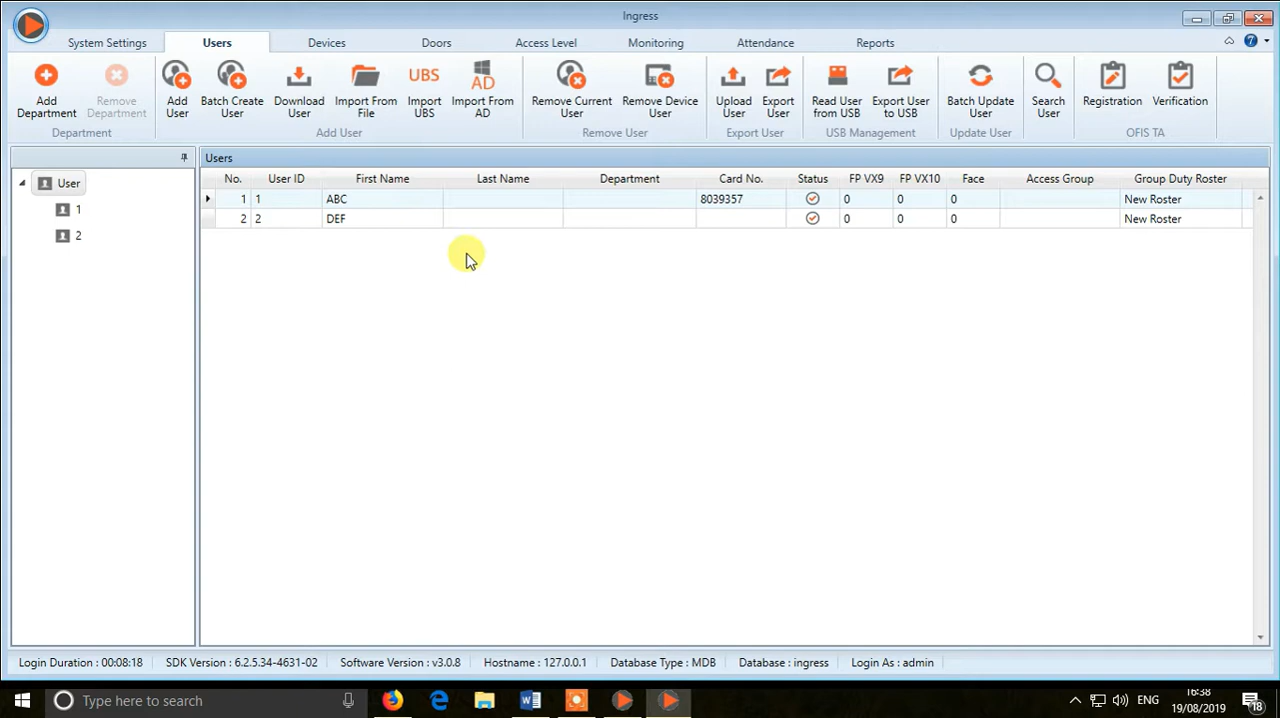 Ingress
System Settings Users Devices Doors Access Level Monitoring Attendance Reports
Add Department Remove Department Add User Batch Create User Download User Import From File UBS Import UBS AD Import From AD Remove Current User Remove Device User Upload User Export User Read User from USB Export User to USB Batch Update User Search User Registration Verification
Department Add User Remove User Export User USB Management Update User OFIS TA
Users
No. User ID First Name Last Name Department Card No. Status FP VX9 FP VX10 Face Access Group Group Duty Roster
User
1 1 ABC 8039357 0 0 0 New Roster
1
2 2 DEF 0 0 0 New Roster
2
Login Duration : 00:08:18 SDK Version : 6.2.5.34-4631-02 Software Version : v3.0.8 Hostname : 127.0.0.1 Database Type : MDB Database : ingress Login As : admin
Type here to search ENG 16:38
19/08/2019 18